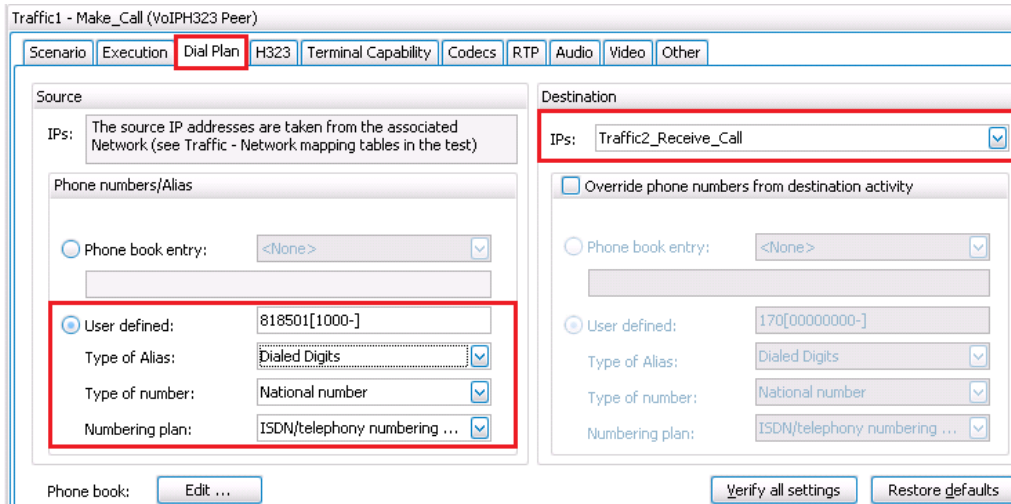 Traffic1 - Make_Call (VoIPH323 Peer)
Scenario Execution Dial Plan H323 Terminal Capability Codecs RTP Audio Video Other
Source
IPs: The source IP addresses are taken from the associated
Network (see Traffic - Network mapping tables in the test)
Phone numbers/Alias
Phone book entry: <None>
User defined: 818501[1000-]
Type of Alias: Dialed Digits
Type of number: National number
Numbering plan: ISDN/telephony numbering ...
Phone book: Edit ...
Destination
IPs: Traffic2_Receive_Call
Override phone numbers from destination activity
Phone book entry: <None>
User defined: 170[00000000-]
Type of Alias: Dialed Digits
Type of number: National number
Numbering plan: ISDN/telephony numbering ...
Verify all settings Restore defaults